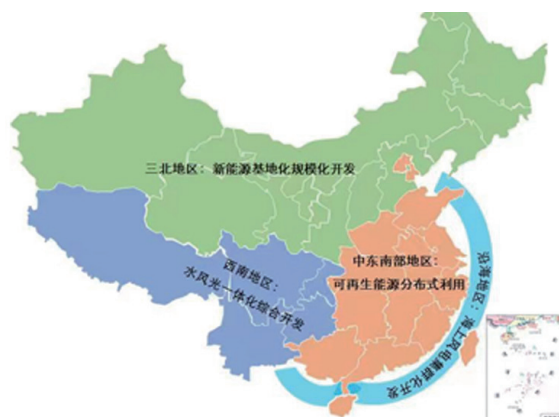 三北地区：新能源基地化规模化开发
西南地区：
水风光一体化综合开发
中东南部地区：
可再生能源分布式利用
沿海地区：海上风电集群化开发